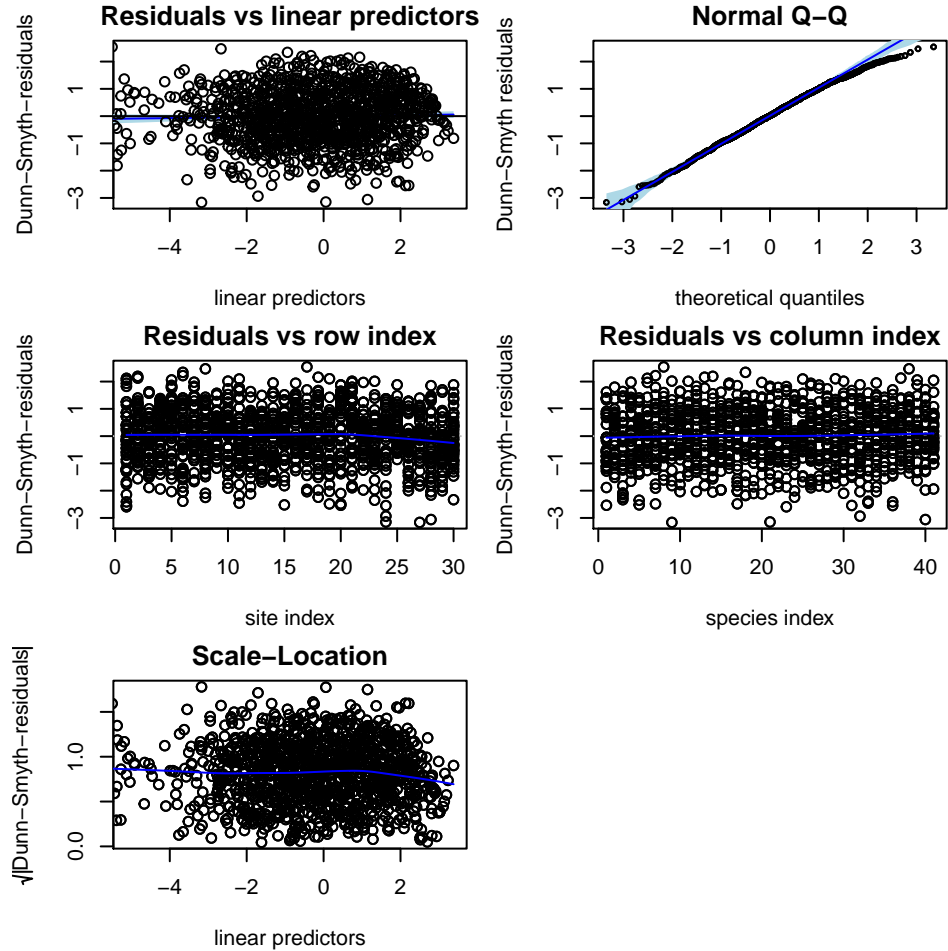 Residuals vs linear predictors
Dunn−Smyth−residuals
1
−1
−3
−4 −2 0 2
linear predictors
Normal Q−Q
Dunn−Smyth residuals
1
−1
−3
−3 −2 −1 0 1 2 3
theoretical quantiles
Residuals vs row index
Dunn−Smyth−residuals
1
−1
−3
0 5 10 15 20 25 30
site index
Residuals vs column index
Dunn−Smyth−residuals
1
−1
−3
0 10 20 30 40
species index
Scale−Location
√|Dunn−Smyth−residuals|
1.0
0.0
−4 −2 0 2
linear predictors